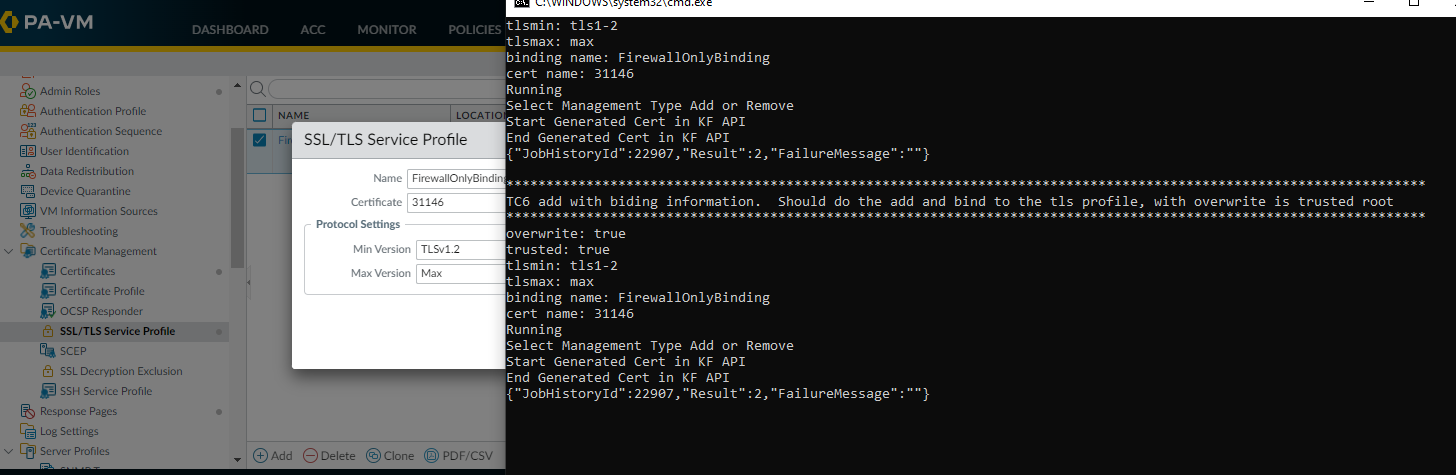 PA-VM
DASHBOARD
ACC
MONITOR
POLICIES
Admin Roles
Authentication Profile
Authentication Sequence
User Identification
Data Redistribution
Device Quarantine
VM Information Sources
Troubleshooting
Certificate Management
Certificates
Certificate Profile
OCSP Responder
SSL/TLS Service Profile
SCEP
SSL Decryption Exclusion
SSH Service Profile
Response Pages
Log Settings
Server Profiles
NAME
LOCATIO
Fir
SSL/TLS Service Profile
Name FirewallOnlyBinding
Certificate 31146
Protocol Settings
Min Version TLSv1.2
Max Version Max
Add Delete Clone PDF/CSV
C:\WINDOWS\system32\cmd.exe
tlsmin: tls1-2
tlsmax: max
binding name: FirewallOnlyBinding
cert name: 31146
Running
Select Management Type Add or Remove
Start Generated Cert in KF API
End Generated Cert in KF API
{"JobHistoryId":22907,"Result":2,"FailureMessage":""}
*******************************************************************************************************************
TC6 add with biding information.  Should do the add and bind to the tls profile, with overwrite is trusted root
*******************************************************************************************************************
overwrite: true
trusted: true
tlsmin: tls1-2
tlsmax: max
binding name: FirewallOnlyBinding
cert name: 31146
Running
Select Management Type Add or Remove
Start Generated Cert in KF API
End Generated Cert in KF API
{"JobHistoryId":22907,"Result":2,"FailureMessage":""}